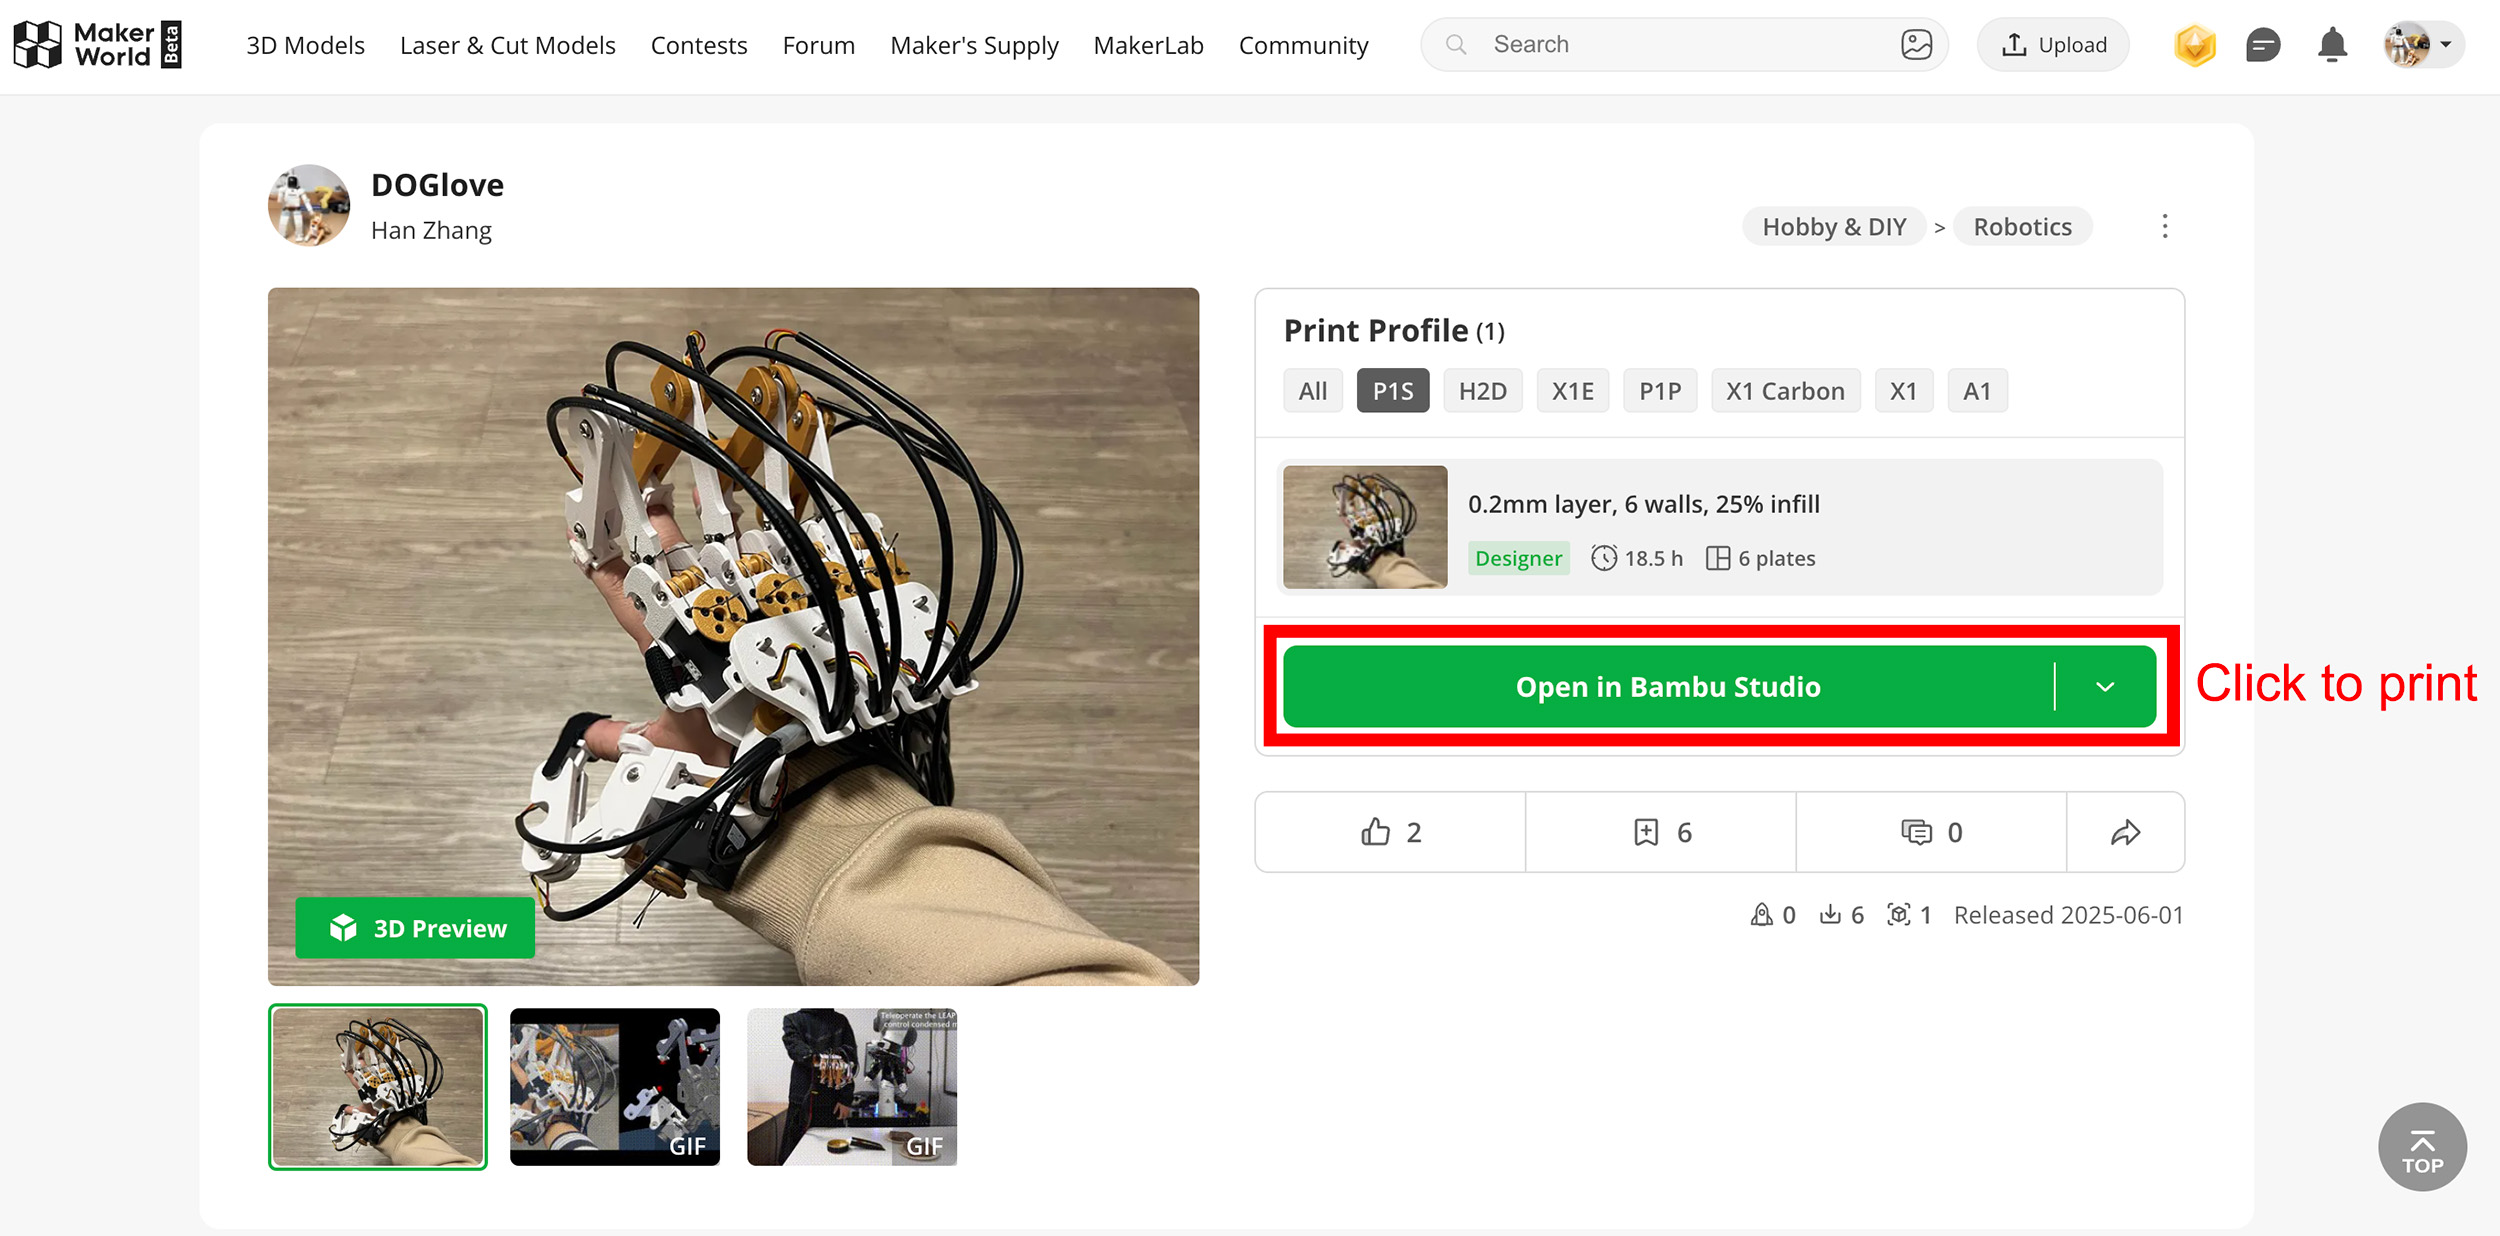 Maker World Beta
3D Models
Laser & Cut Models
Contests
Forum
Maker's Supply
MakerLab
Community
Search
Upload
DOGlove
Han Zhang
Hobby & DIY > Robotics
Print Profile (1)
All
P1S
H2D
X1E
P1P
X1 Carbon
X1
A1
0.2mm layer, 6 walls, 25% infill
Designer
18.5 h
6 plates
Open in Bambu Studio
Click to print
2
6
0
0
6
1
Released 2025-06-01
3D Preview
GIF
Teleoperate the LEAP
control condensed m
GIF
TOP